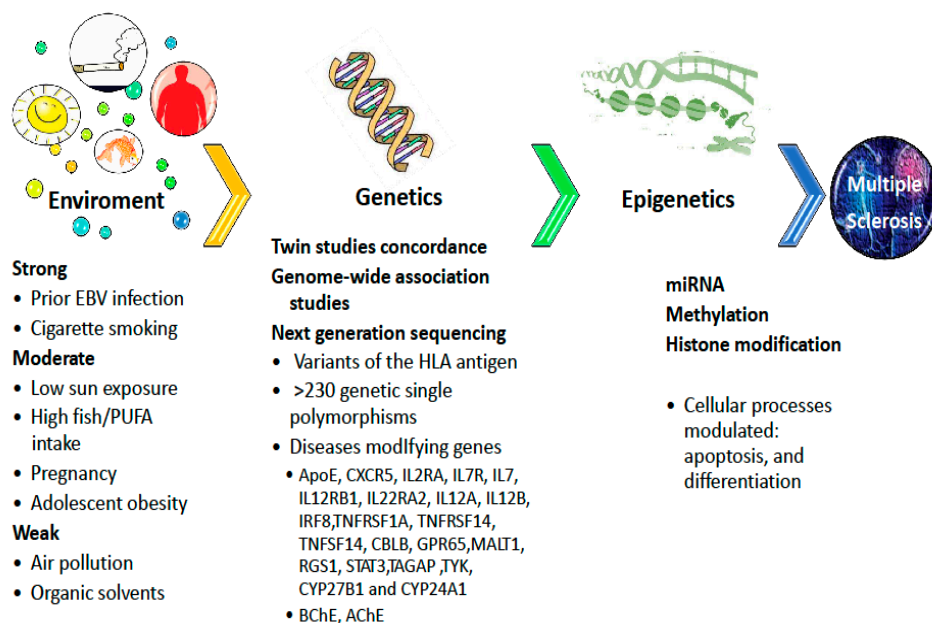 Enviroment
Strong
• Prior EBV infection
• Cigarette smoking
Moderate
• Low sun exposure
• High fish/PUFA
intake
• Pregnancy
• Adolescent obesity
Weak
• Air pollution
• Organic solvents
Genetics
Twin studies concordance
Genome-wide association
studies
Next generation sequencing
• Variants of the HLA antigen
• >230 genetic single
polymorphisms
• Diseases modIfying genes
• ApoE, CXCR5, IL2RA, IL7R, IL7,
IL12RB1, IL22RA2, IL12A, IL12B,
IRF8,TNFRSF1A, TNFRSF14,
TNFSF14, CBLB, GPR65,MALT1,
RGS1, STAT3,TAGAP ,TYK,
CYP27B1 and CYP24A1
• BChE, AChE
Epigenetics
miRNA
Methylation
Histone modification
• Cellular processes
modulated:
apoptosis, and
differentiation
Multiple
Sclerosis